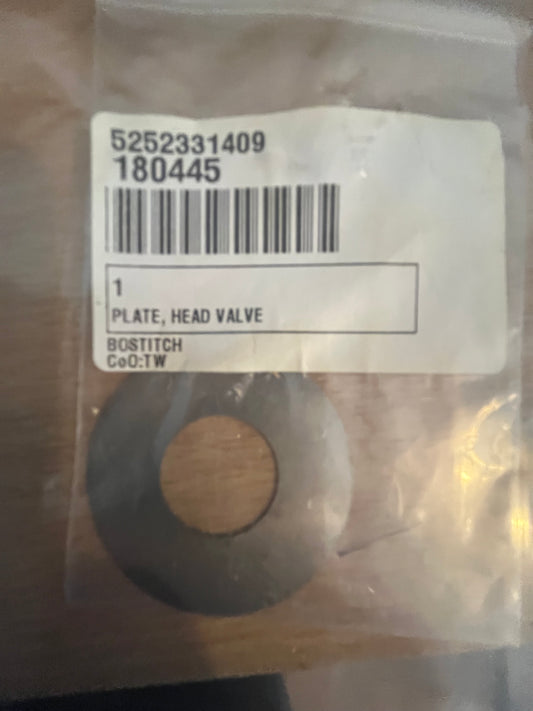 5252331409
180445
1
PLATE, HEAD VALVE
BOSTITCH
CoO:TW